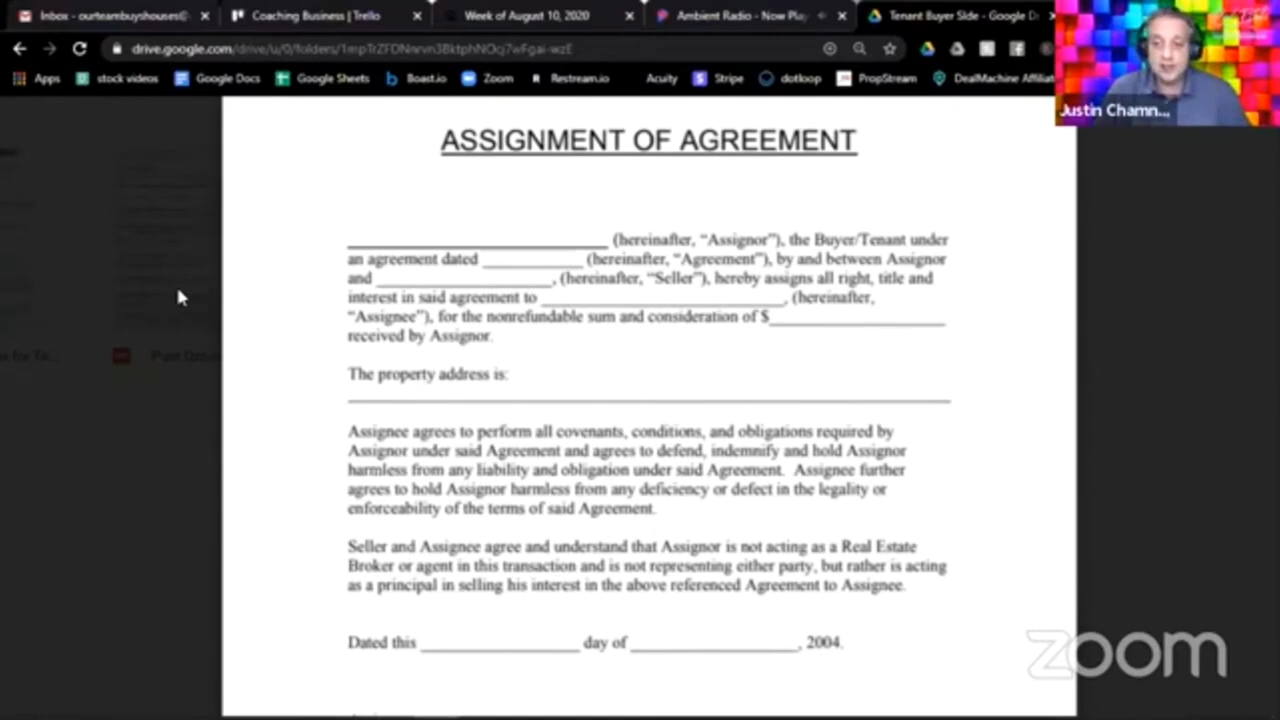 Inbox - ourteambuyshouses@
Coaching Business | Trello
Week of August 10, 2020
Ambient Radio - Now Play
Tenant Buyer Side - Google D
drive.google.com/drive/u/0/folders/
Apps
stock videos
Google Docs
Google Sheets
Boast.io
Zoom
Restream.io
Acuity
Stripe
dotloop
PropStream
DealMachine Affiliat
Justin Chamn...
ASSIGNMENT OF AGREEMENT
____________________ (hereinafter, “Assignor”), the Buyer/Tenant under
an agreement dated __________ (hereinafter, “Agreement”), by and between Assignor
and _________________, (hereinafter, “Seller”), hereby assigns all right, title and
interest in said agreement to ________________________, (hereinafter,
“Assignee”), for the nonrefundable sum and consideration of $_________________
received by Assignor.
The property address is:
Assignee agrees to perform all covenants, conditions, and obligations required by
Assignor under said Agreement and agrees to defend, indemnify and hold Assignor
harmless from any liability and obligation under said Agreement. Assignee further
agrees to hold Assignor harmless from any deficiency or defect in the legality or
enforceability of the terms of said Agreement.
Seller and Assignee agree and understand that Assignor is not acting as a Real Estate
Broker or agent in this transaction and is not representing either party, but rather is acting
as a principal in selling his interest in the above referenced Agreement to Assignee.
Dated this ________________ day of _________________, 2004.
zoom